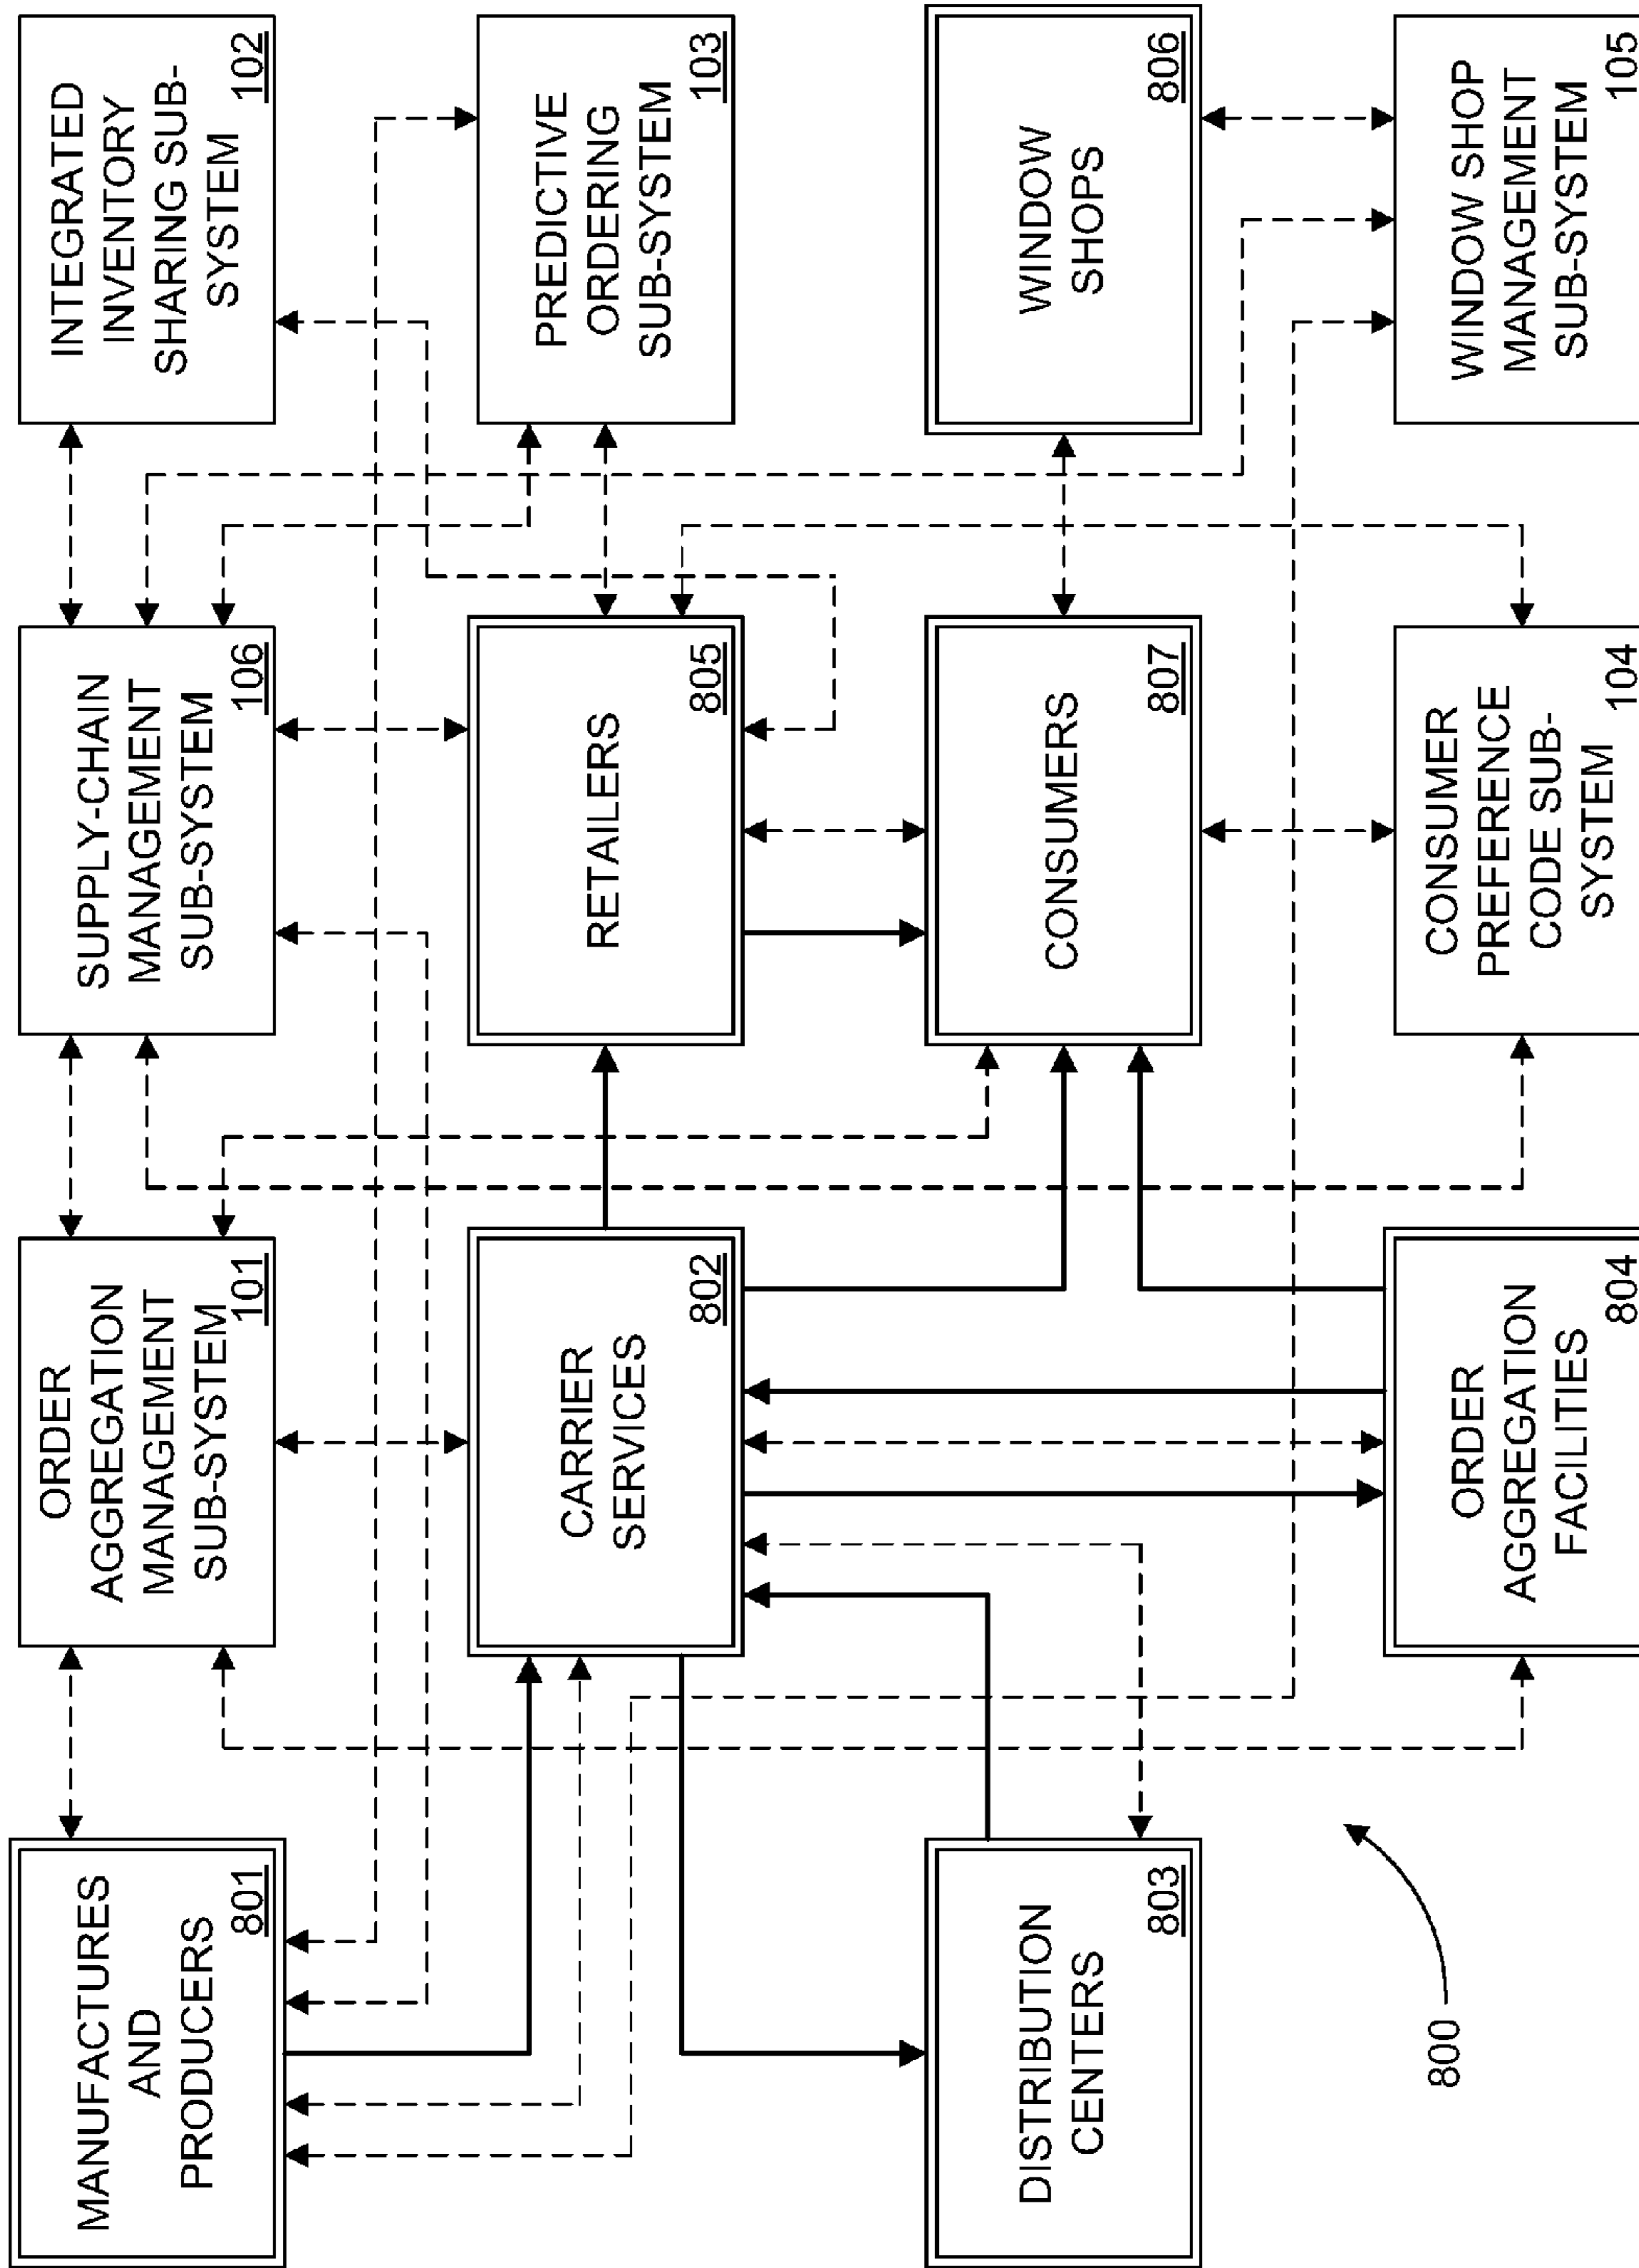 MANUFACTURES
AND
PRODUCERS
801
ORDER
AGGREGATION
MANAGEMENT
SUB-SYSTEM
101
SUPPLY-CHAIN
MANAGEMENT
SUB-SYSTEM
106
INTEGRATED
INVENTORY
SHARING SUB-
SYSTEM
102
CARRIER
SERVICES
802
RETAILERS
805
PREDICTIVE
ORDERING
SUB-SYSTEM
103
DISTRIBUTION
CENTERS
803
CONSUMERS
807
WINDOW
SHOPS
806
800
ORDER
AGGREGATION
FACILITIES
804
CONSUMER
PREFERENCE
CODE SUB-
SYSTEM
104
WINDOW SHOP
MANAGEMENT
SUB-SYSTEM
105